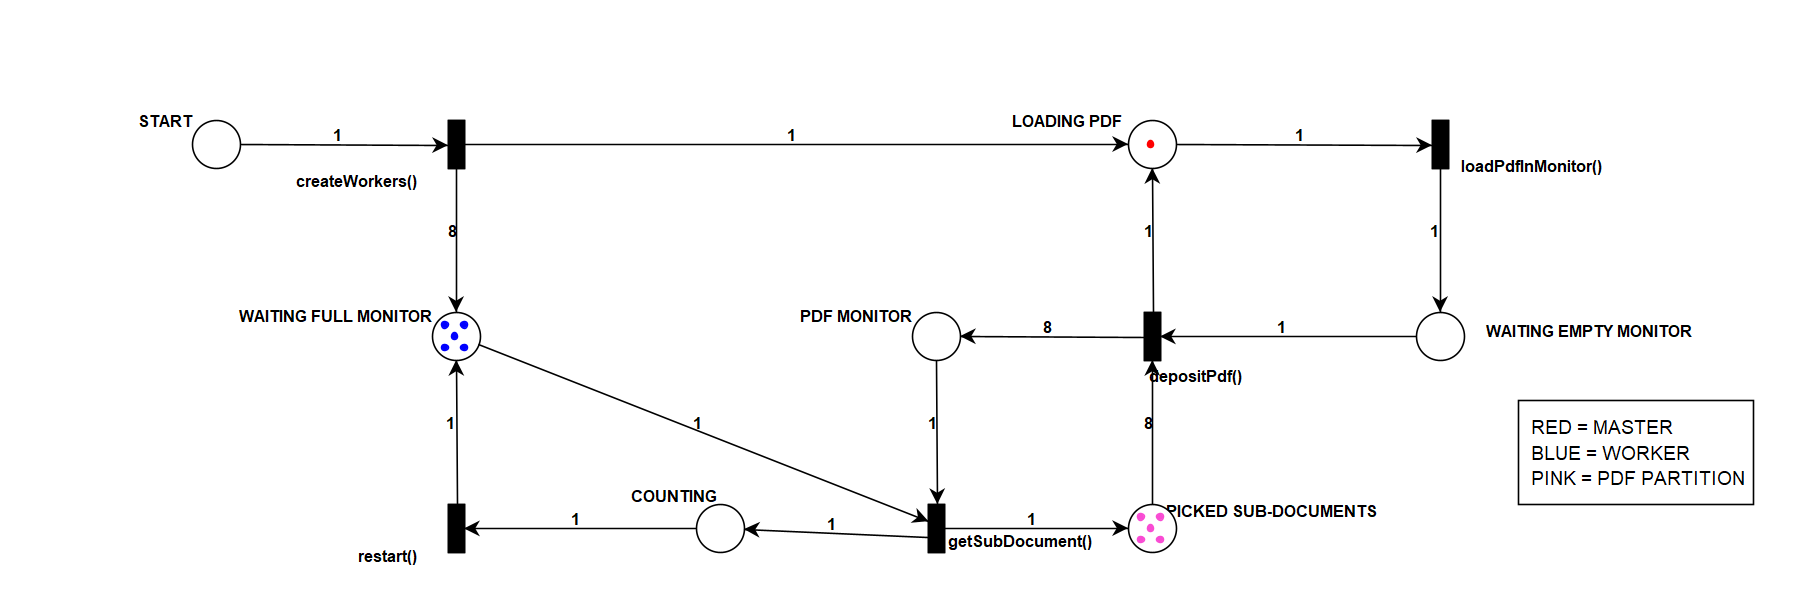 START
1
createWorkers()
1
LOADING PDF
1
loadPdfInMonitor()
8
1
1
WAITING FULL MONITOR
PDF MONITOR
8
1
WAITING EMPTY MONITOR
depositPdf()
1
1
1
8
RED = MASTER
BLUE = WORKER
PINK = PDF PARTITION
COUNTING
PICKED SUB-DOCUMENTS
1
1
1
getSubDocument()
restart()